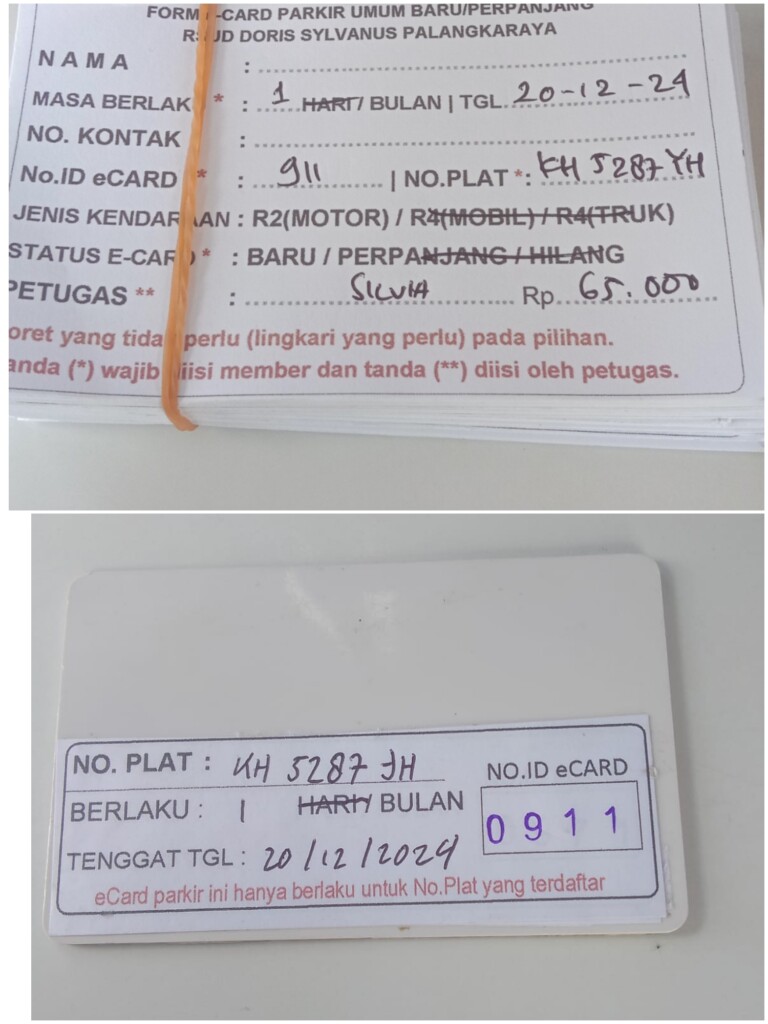 FORM E-CARD PARKIR UMUM BARU/PERPANJANG
RSUD DORIS SYLVANUS PALANGKARAYA
NAMA :
MASA BERLAK * : 1 HARI / BULAN | TGL. 20-12-24
NO. KONTAK :
No.ID eCARD * : 911 | NO.PLAT *: KH 5287 YH
JENIS KENDARAAN : R2(MOTOR) / R4(MOBIL) / R4(TRUK)
STATUS E-CARD * : BARU / PERPANJANG / HILANG
PETUGAS ** : SILVIA Rp. 65.000
oret yang tida perlu (lingkari yang perlu) pada pilihan.
anda (*) wajib diisi member dan tanda (**) diisi oleh petugas.
NO. PLAT : KH 5287 JH
NO.ID eCARD
BERLAKU : 1 HARI / BULAN
0911
TENGGAT TGL : 20/12/2024
eCard parkir ini hanya berlaku untuk No.Plat yang terdaftar